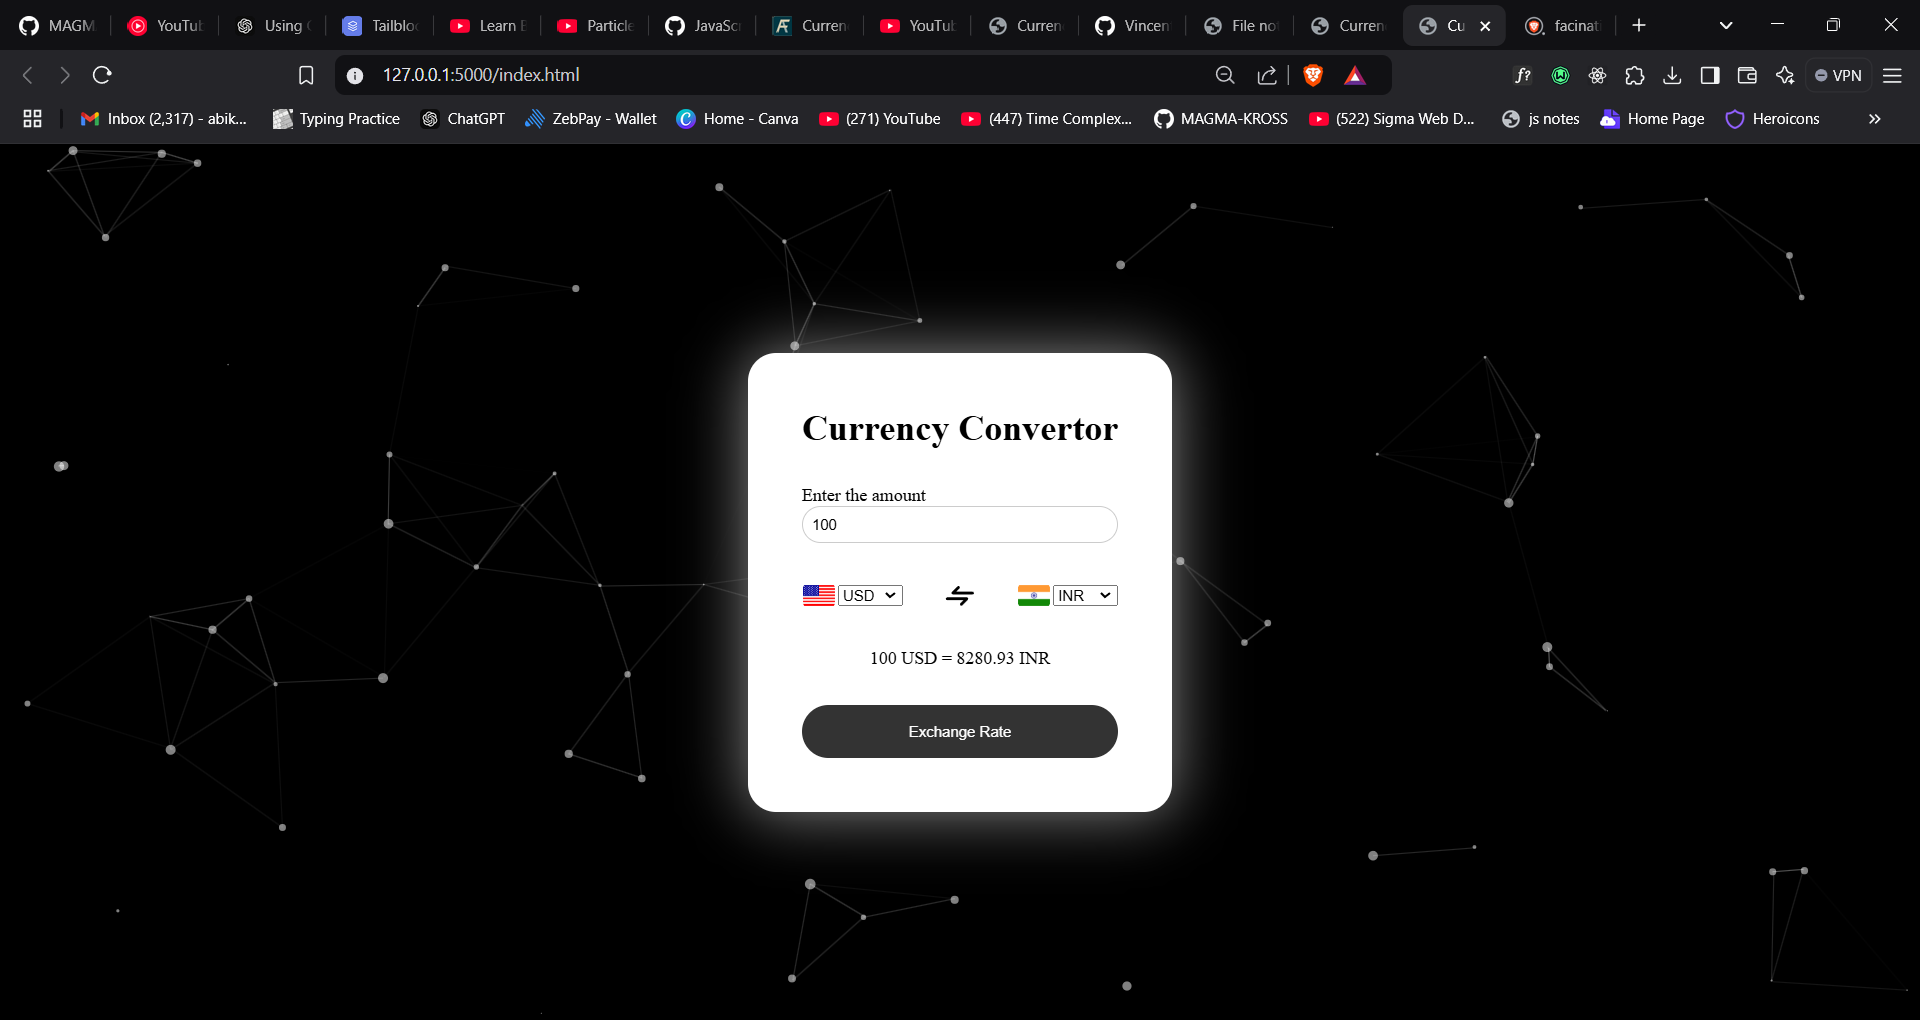 MAGM YouTu Using Tailblo Learn Particle JavaSc Curren YouTu Curren Vincen File no Curren Cu facinati
127.0.0.1:5000/index.html VPN
Inbox (2,317) - abik... Typing Practice ChatGPT ZebPay - Wallet Home - Canva (271) YouTube (447) Time Complex... MAGMA-KROSS (522) Sigma Web D... js notes Home Page Heroicons
Currency Convertor
Enter the amount
100
USD INR
100 USD = 8280.93 INR
Exchange Rate